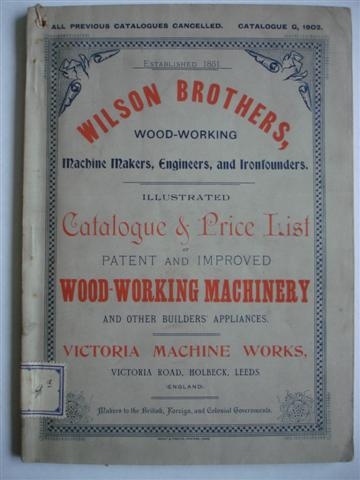 ALL PREVIOUS CATALOGUES CANCELLED. CATALOGUE G, 1902.
ESTABLISHED 1851
WILSON BROTHERS,
WOOD-WORKING
Machine Makers, Engineers, and Ironfounders.
ILLUSTRATED
Catalogue & Price List
OF
PATENT AND IMPROVED
WOOD-WORKING MACHINERY
AND OTHER BUILDERS' APPLIANCES.
VICTORIA MACHINE WORKS,
VICTORIA ROAD, HOLBECK, LEEDS.
(ENGLAND).
Makers to the British, Foreign, and Colonial Governments.